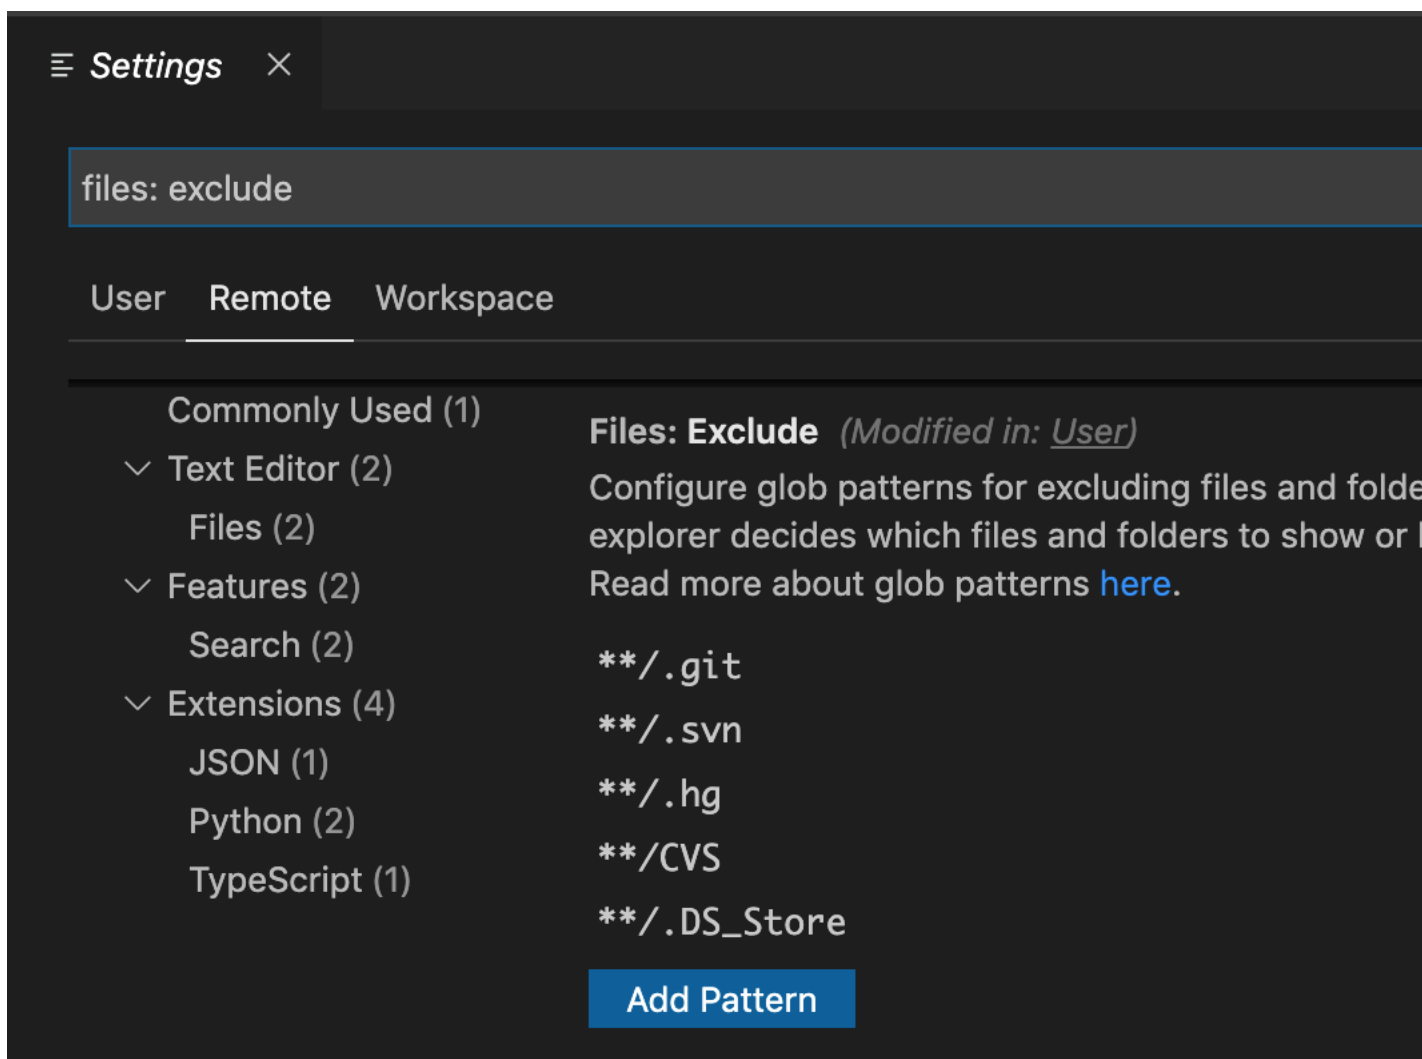 Settings
files: exclude
User Remote Workspace
Commonly Used (1)
Text Editor (2)
Files (2)
Features (2)
Search (2)
Extensions (4)
JSON (1)
Python (2)
TypeScript (1)
Files: Exclude (Modified in: User)
Configure glob patterns for excluding files and folde
explorer decides which files and folders to show or
Read more about glob patterns here.
**/.git
**/.svn
**/.hg
**/CVS
**/.DS_Store
Add Pattern